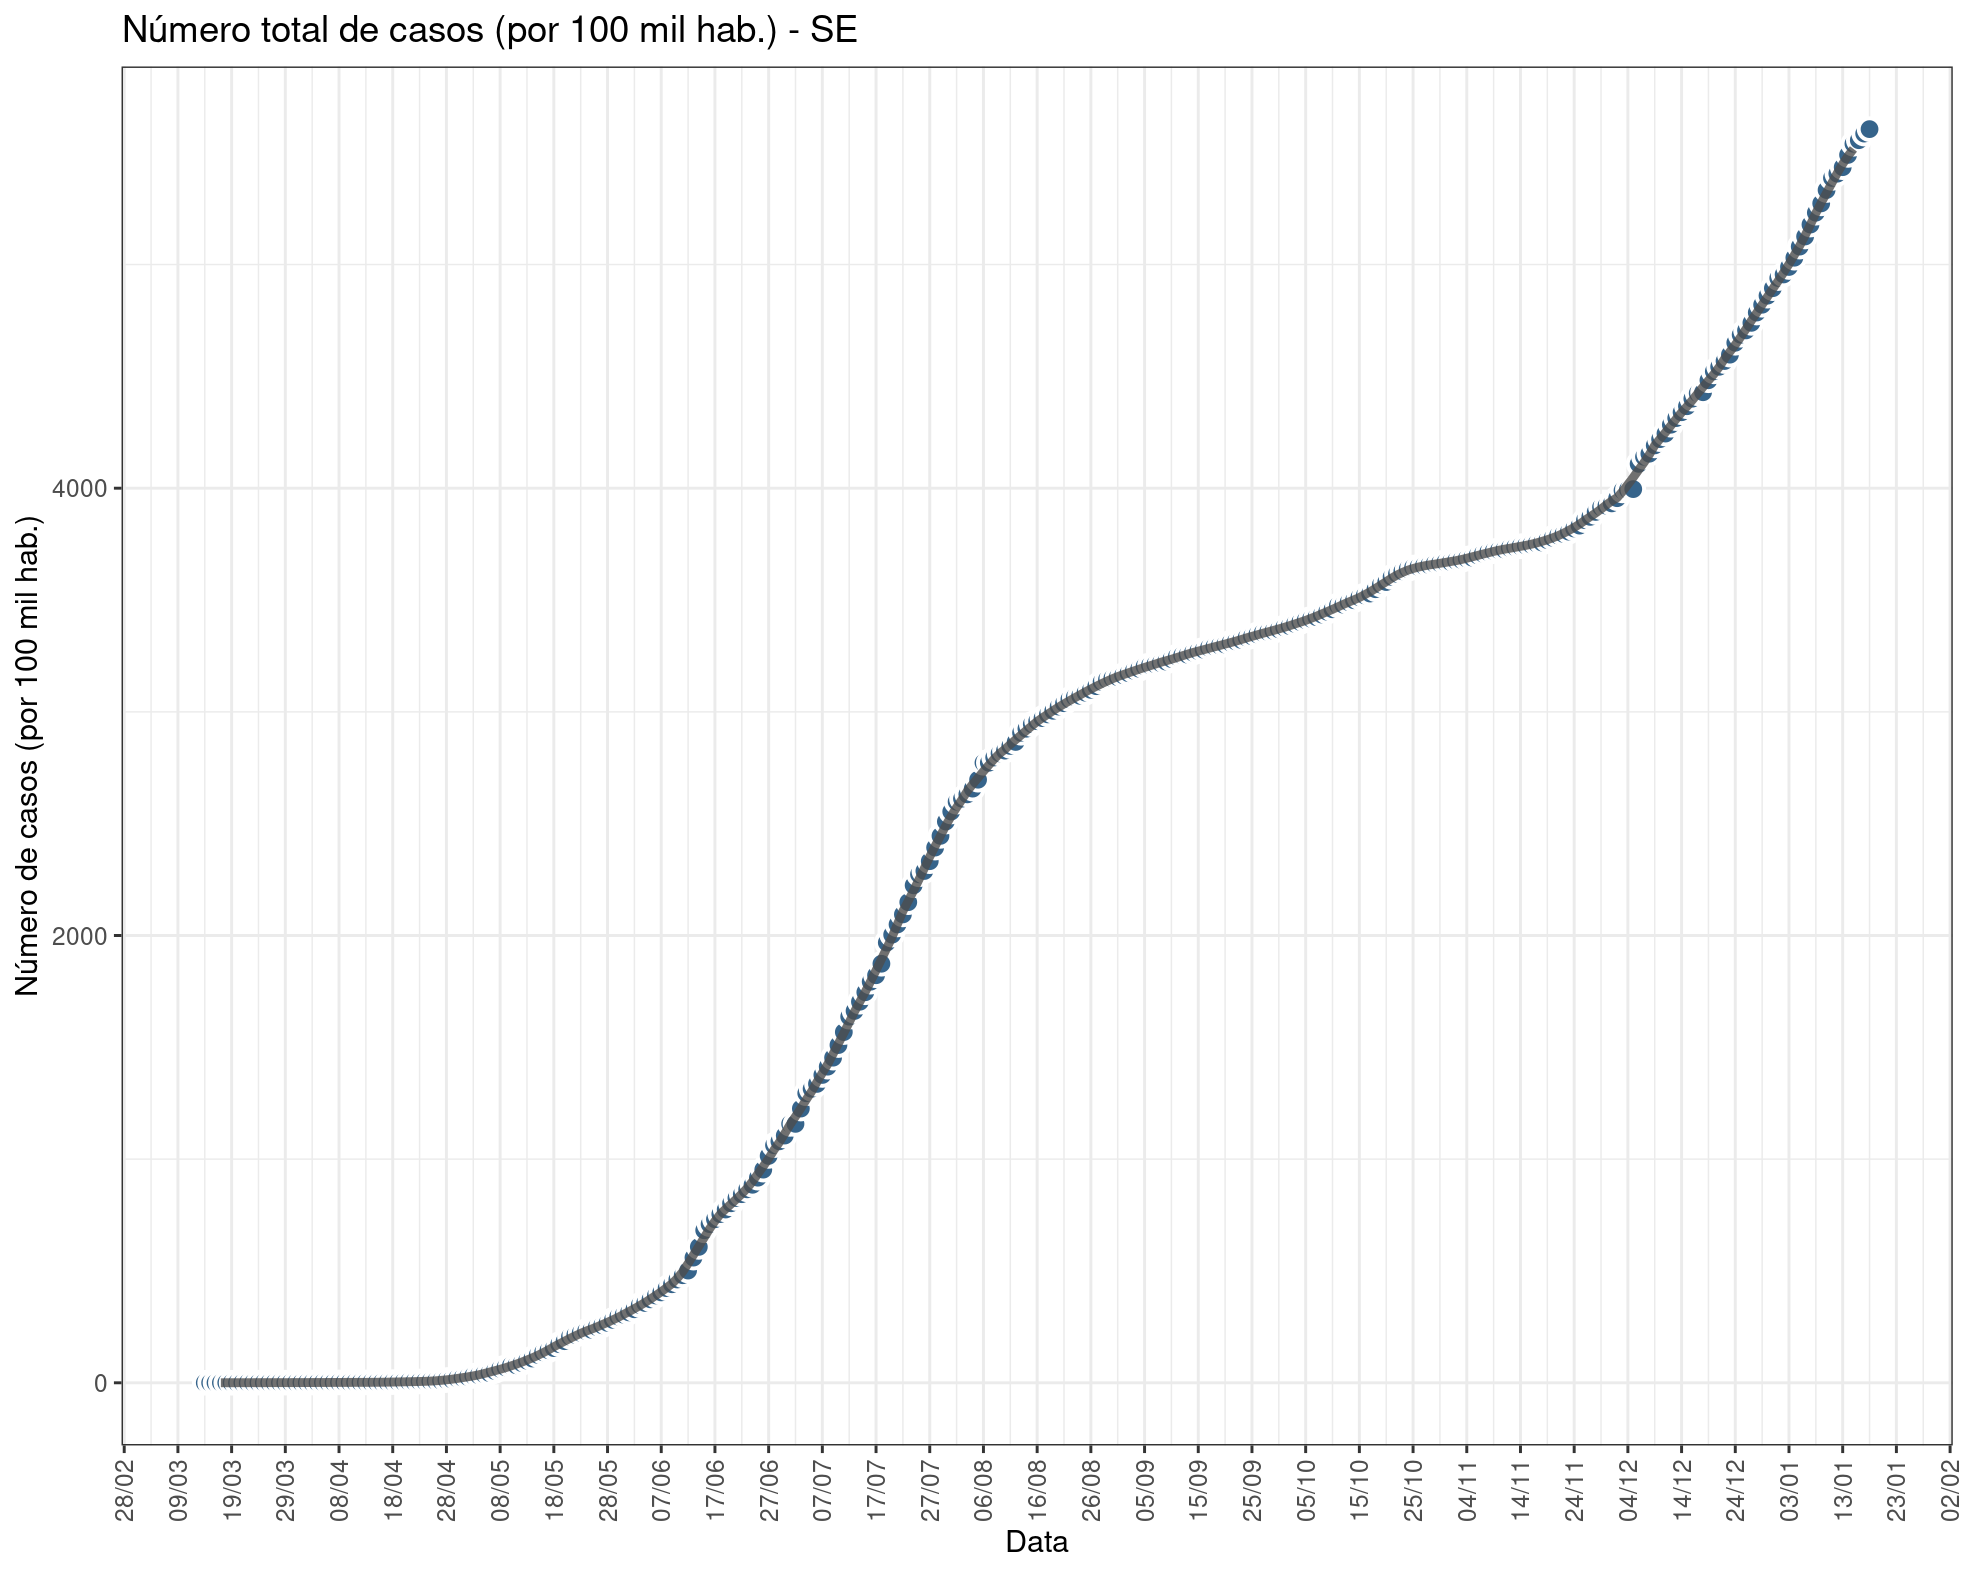 Número total de casos (por 100 mil hab.) - SE
Número de casos (por 100 mil hab.)
4000
2000
0
28/02 09/03 19/03 29/03 08/04 18/04 28/04 08/05 18/05 28/05 07/06 17/06 27/06 07/07 17/07 27/07 06/08 16/08 26/08 05/09 15/09 25/09 05/10 15/10 25/10 04/11 14/11 24/11 04/12 14/12 24/12 03/01 13/01 23/01 02/02
Data